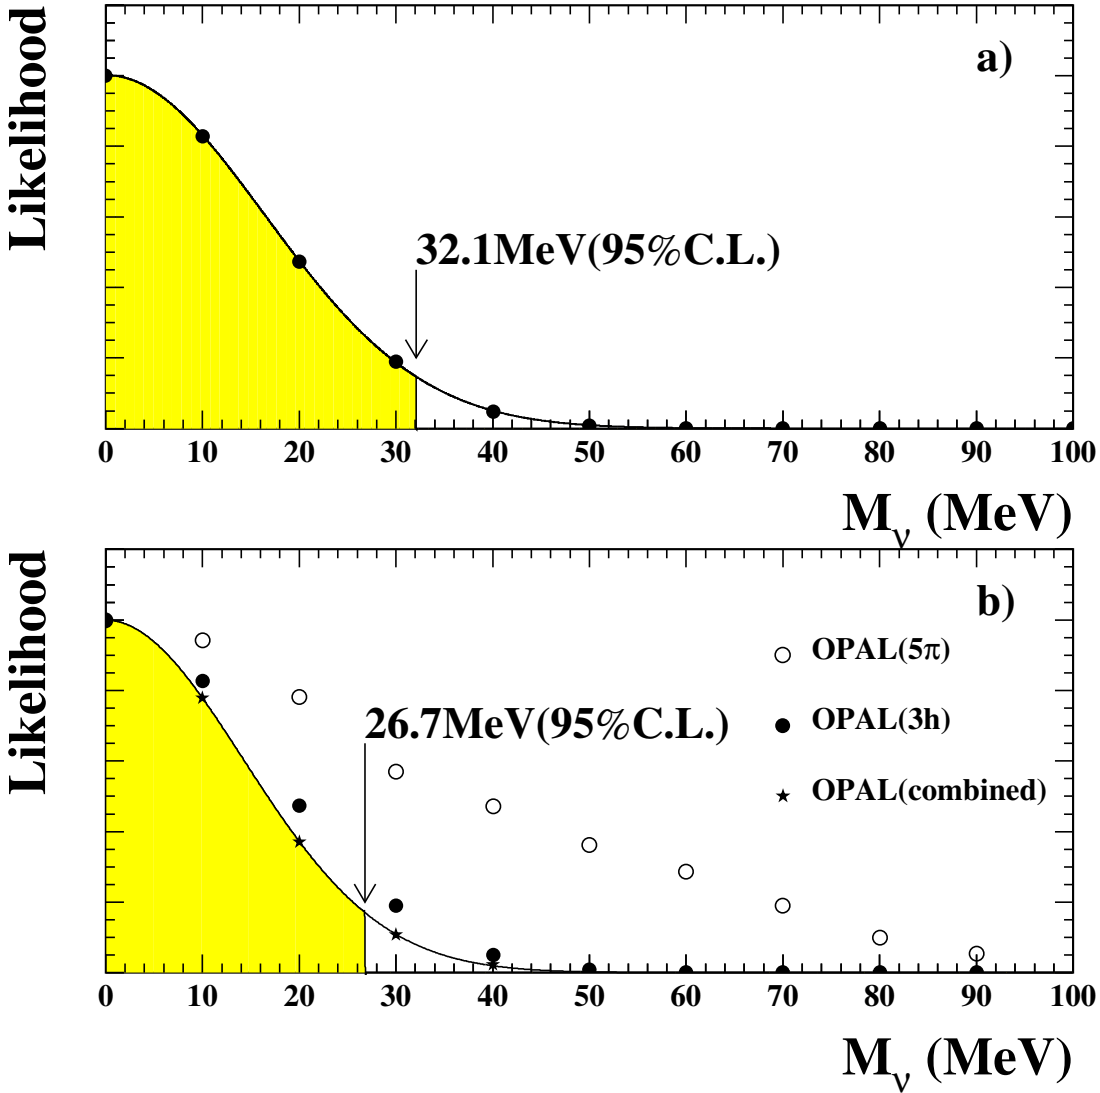 Likelihood
a)
32.1MeV(95%C.L.)
0 10 20 30 40 50 60 70 80 90 100
Mν (MeV)
Likelihood
b)
OPAL(5π)
OPAL(3h)
26.7MeV(95%C.L.)
OPAL(combined)
0 10 20 30 40 50 60 70 80 90 100
Mν (MeV)